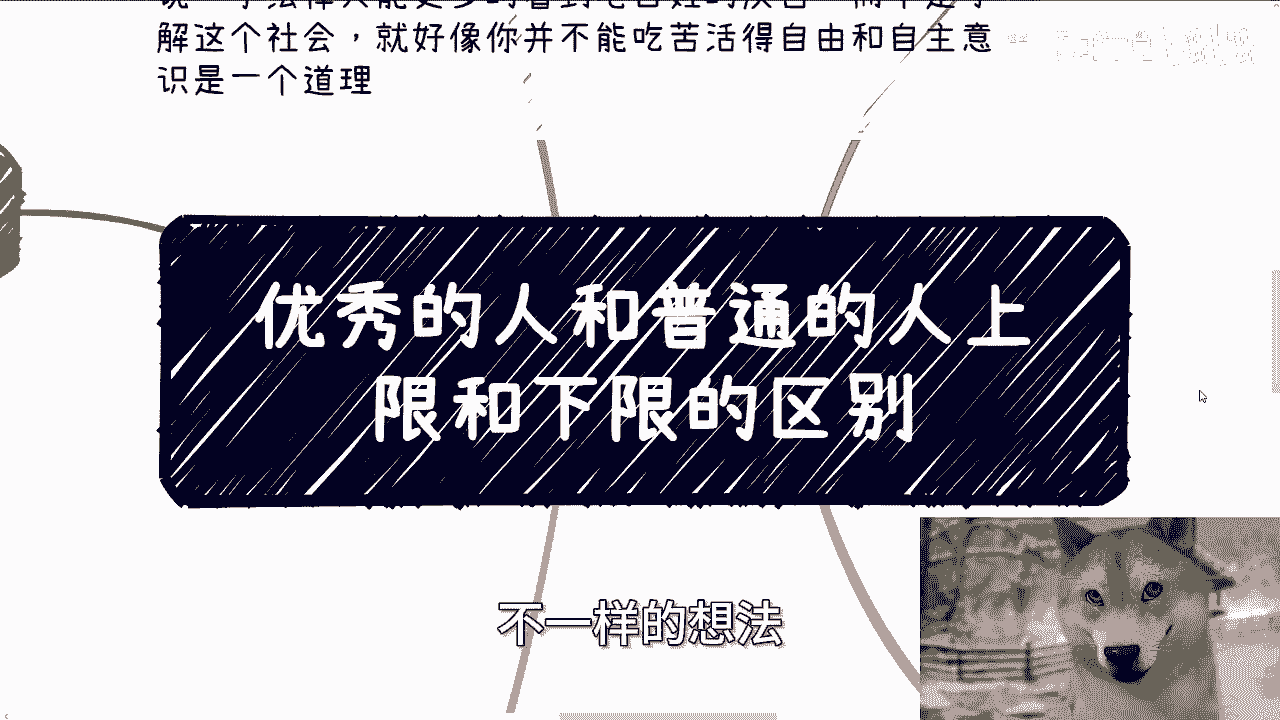 解这个社会，就好像你并不能吃苦活得自由和自主意
识是一个道理
优秀的人和普通的人上
限和下限的区别
不一样的想法